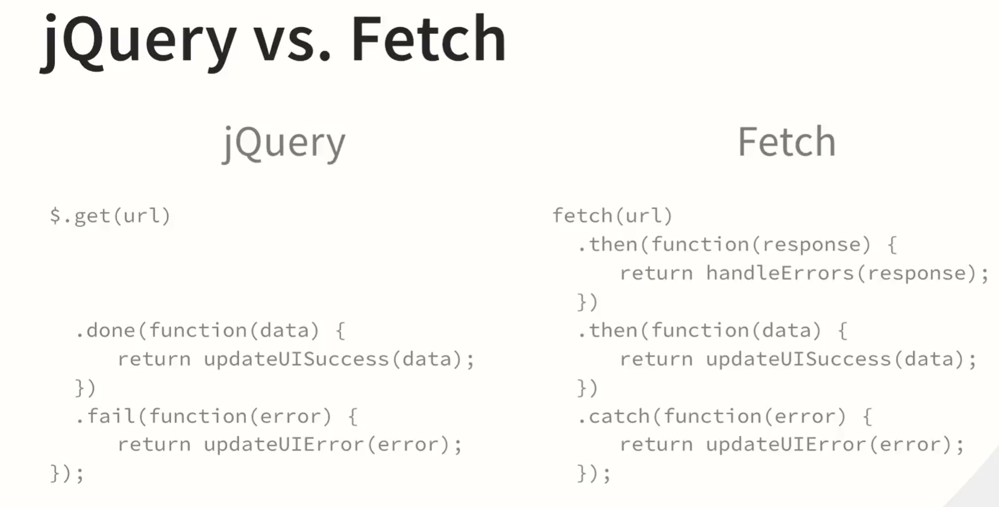 jQuery vs. Fetch
jQuery
$.get(url)
.done(function(data) {
return updateUISuccess(data);
})
.fail(function(error) {
return updateUIError(error);
});
Fetch
fetch(url)
.then(function(response) {
return handleErrors(response);
})
.then(function(data) {
return updateUISuccess(data);
})
.catch(function(error) {
return updateUIError(error);
});